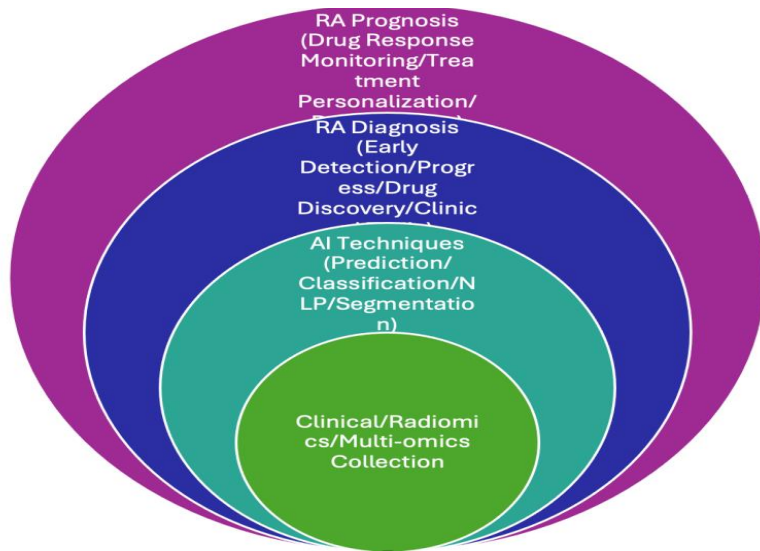 RA Prognosis
(Drug Response
Monitoring/Trea
tment
Personalization/
RA Diagnosis
(Early
Detection/Progr
ess/Drug
Discovery/Clinic
AI Techniques
(Prediction/
Classification/N
LP/Segmentatio
n)
Clinical/Radiomi
cs/Multi-omics
Collection